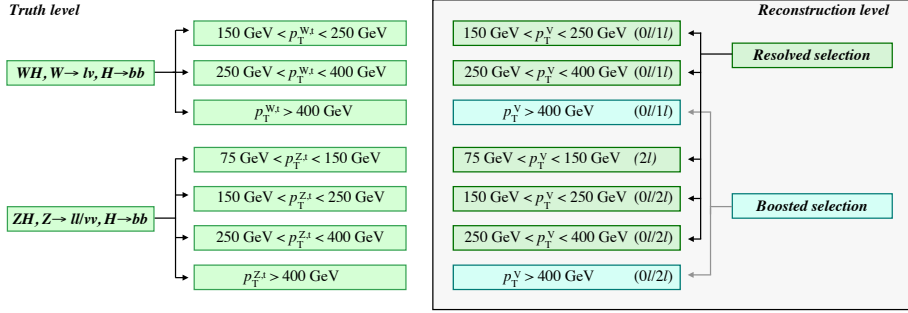 Truth level
Reconstruction level
WH, W→ lν, H→bb
150 GeV < p_T^{W,t} < 250 GeV
250 GeV < p_T^{W,t} < 400 GeV
p_T^{W,t} > 400 GeV
ZH, Z→ ll/νν, H→bb
75 GeV < p_T^{Z,t} < 150 GeV
150 GeV < p_T^{Z,t} < 250 GeV
250 GeV < p_T^{Z,t} < 400 GeV
p_T^{Z,t} > 400 GeV
150 GeV < p_T^V < 250 GeV (0l/1l)
250 GeV < p_T^V < 400 GeV (0l/1l)
p_T^V > 400 GeV (0l/1l)
75 GeV < p_T^V < 150 GeV (2l)
150 GeV < p_T^V < 250 GeV (0l/2l)
250 GeV < p_T^V < 400 GeV (0l/2l)
p_T^V > 400 GeV (0l/2l)
Resolved selection
Boosted selection